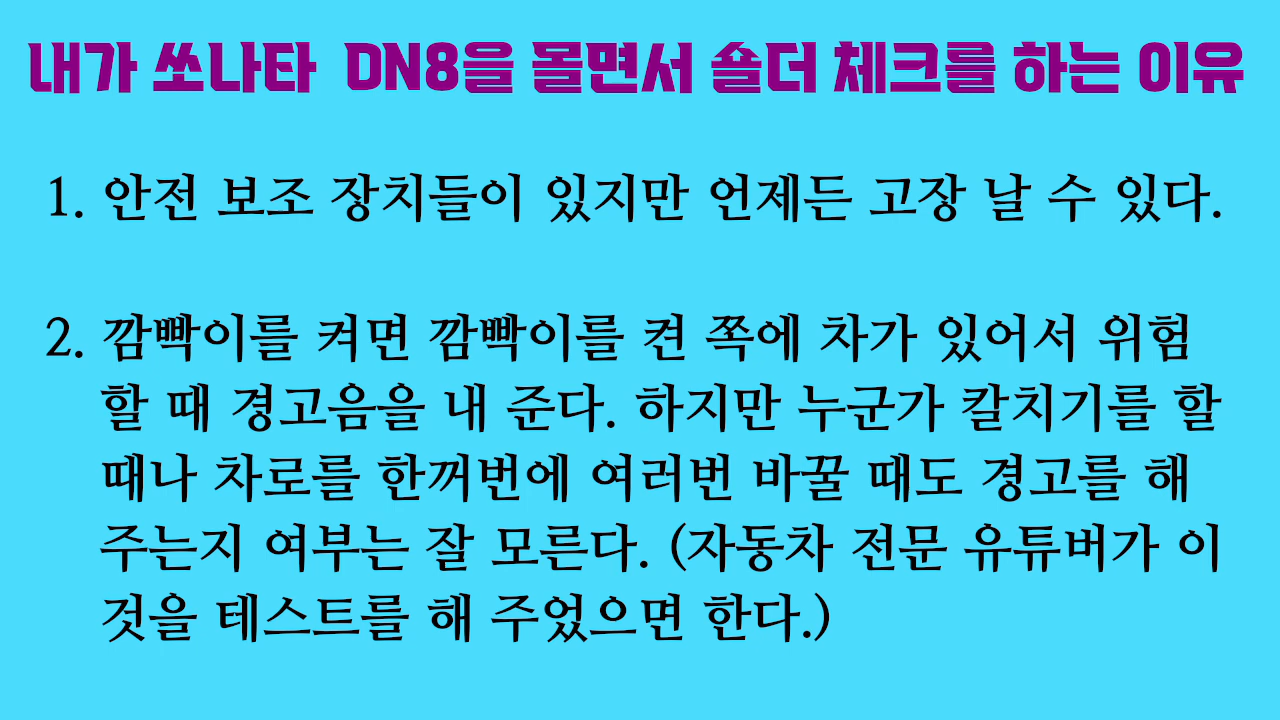 내가 쏘나타 DN8을 몰면서 숄더 체크를 하는 이유
1. 안전 보조 장치들이 있지만 언제든 고장 날 수 있다.
2. 깜빡이를 켜면 깜빡이를 켠 쪽에 차가 있어서 위험
할 때 경고음을 내 준다. 하지만 누군가 칼치기를 할
때나 차로를 한꺼번에 여러번 바꿀 때도 경고를 해
주는지 여부는 잘 모른다. (자동차 전문 유튜버가 이
것을 테스트를 해 주었으면 한다.)